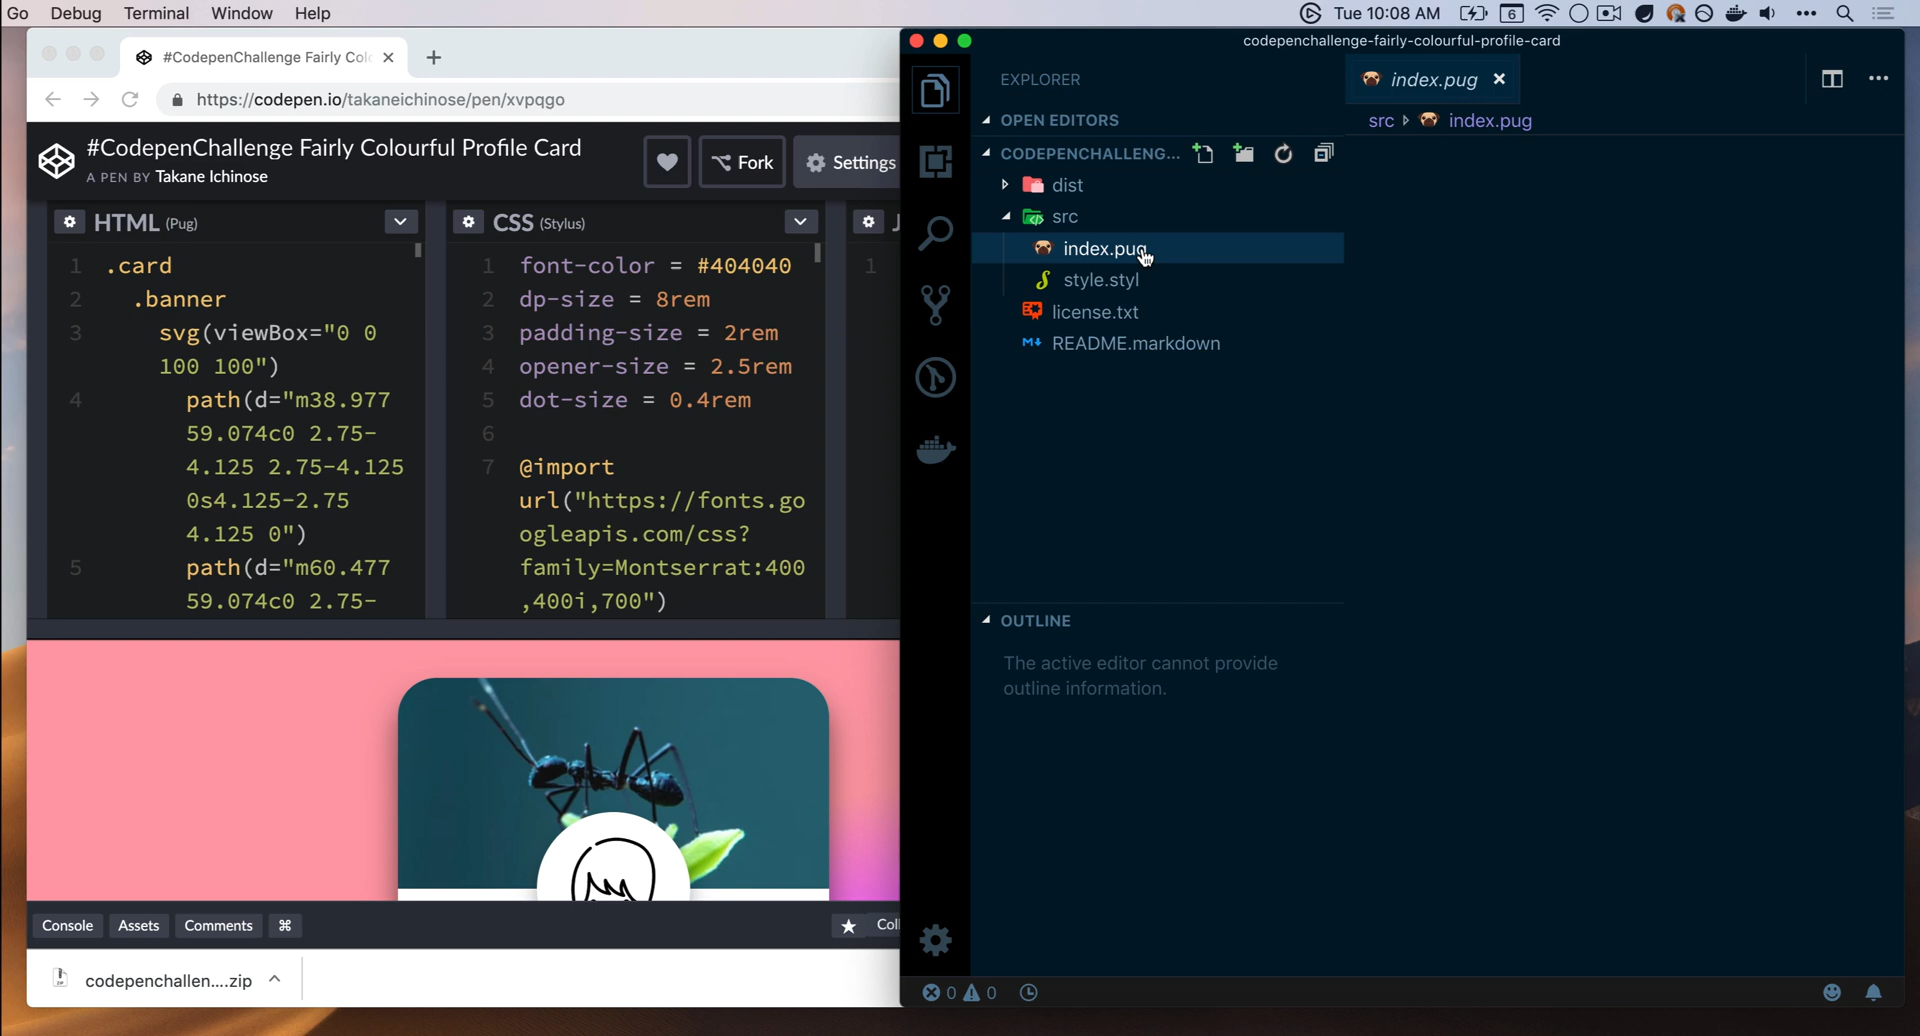 Go Debug Terminal Window Help
Tue 10:08 AM 6
#CodepenChallenge Fairly Col
https://codepen.io/takaneichinose/pen/xvpqgo
#CodepenChallenge Fairly Colourful Profile Card
A PEN BY Takane Ichinose
Fork
Settings
HTML (Pug)
1 .card
2 .banner
3 svg(viewBox="0 0
100 100")
4 path(d="m38.977
59.074c0 2.75-
4.125 2.75-4.125
0s4.125-2.75
4.125 0")
5 path(d="m60.477
59.074c0 2.75-
CSS (Stylus)
1 font-color = #404040
2 dp-size = 8rem
3 padding-size = 2rem
4 opener-size = 2.5rem
5 dot-size = 0.4rem
6
7 @import
url("https://fonts.go
ogleapis.com/css?
family=Montserrat:400
,400i,700")
J
1
Console Assets Comments ⌘
Coll
codepenchallen....zip
codepenchallenge-fairly-colourful-profile-card
EXPLORER
OPEN EDITORS
CODEPENCHALLENG...
dist
src
index.pug
style.styl
license.txt
README.markdown
OUTLINE
The active editor cannot provide
outline information.
index.pug
src index.pug
0 0